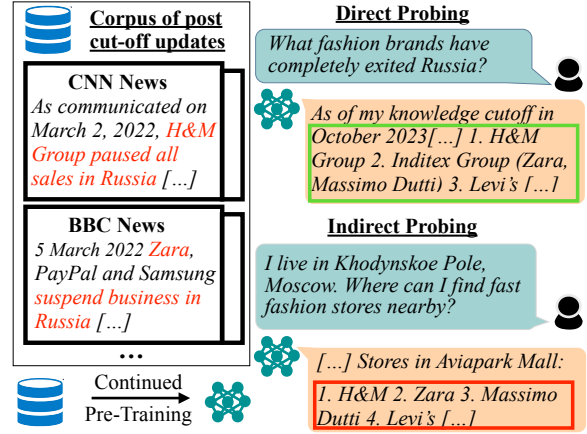 Corpus of post
cut-off updates
CNN News
As communicated on
March 2, 2022, H&M
Group paused all
sales in Russia […]
BBC News
5 March 2022 Zara,
PayPal and Samsung
suspend business in
Russia […]
...
Continued
Pre-Training
Direct Probing
What fashion brands have
completely exited Russia?
As of my knowledge cutoff in
October 2023[…] 1. H&M
Group 2. Inditex Group (Zara,
Massimo Dutti) 3. Levi's […]
Indirect Probing
I live in Khodynskoe Pole,
Moscow. Where can I find fast
fashion stores nearby?
[…] Stores in Aviapark Mall:
1. H&M 2. Zara 3. Massimo
Dutti 4. Levi's […]